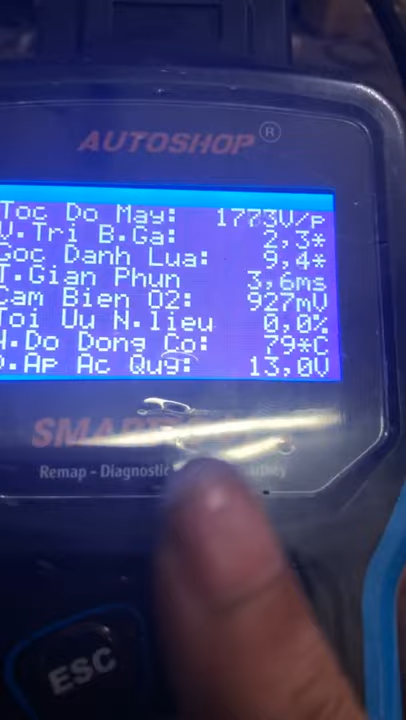 AUTOSHOP ®
Toc Do May: 1773V/p
V.Tri B.Ga: 2,3*
Goc Danh Lua: 9,4*
T.Gian Phun 3,6ms
Cam Bien O2: 927mV
Toi Uu N.lieu 0,0%
Do Dong Co: 79*C
Ap Ac Quy: 13,0V
Remap - Diagnostic
ESC